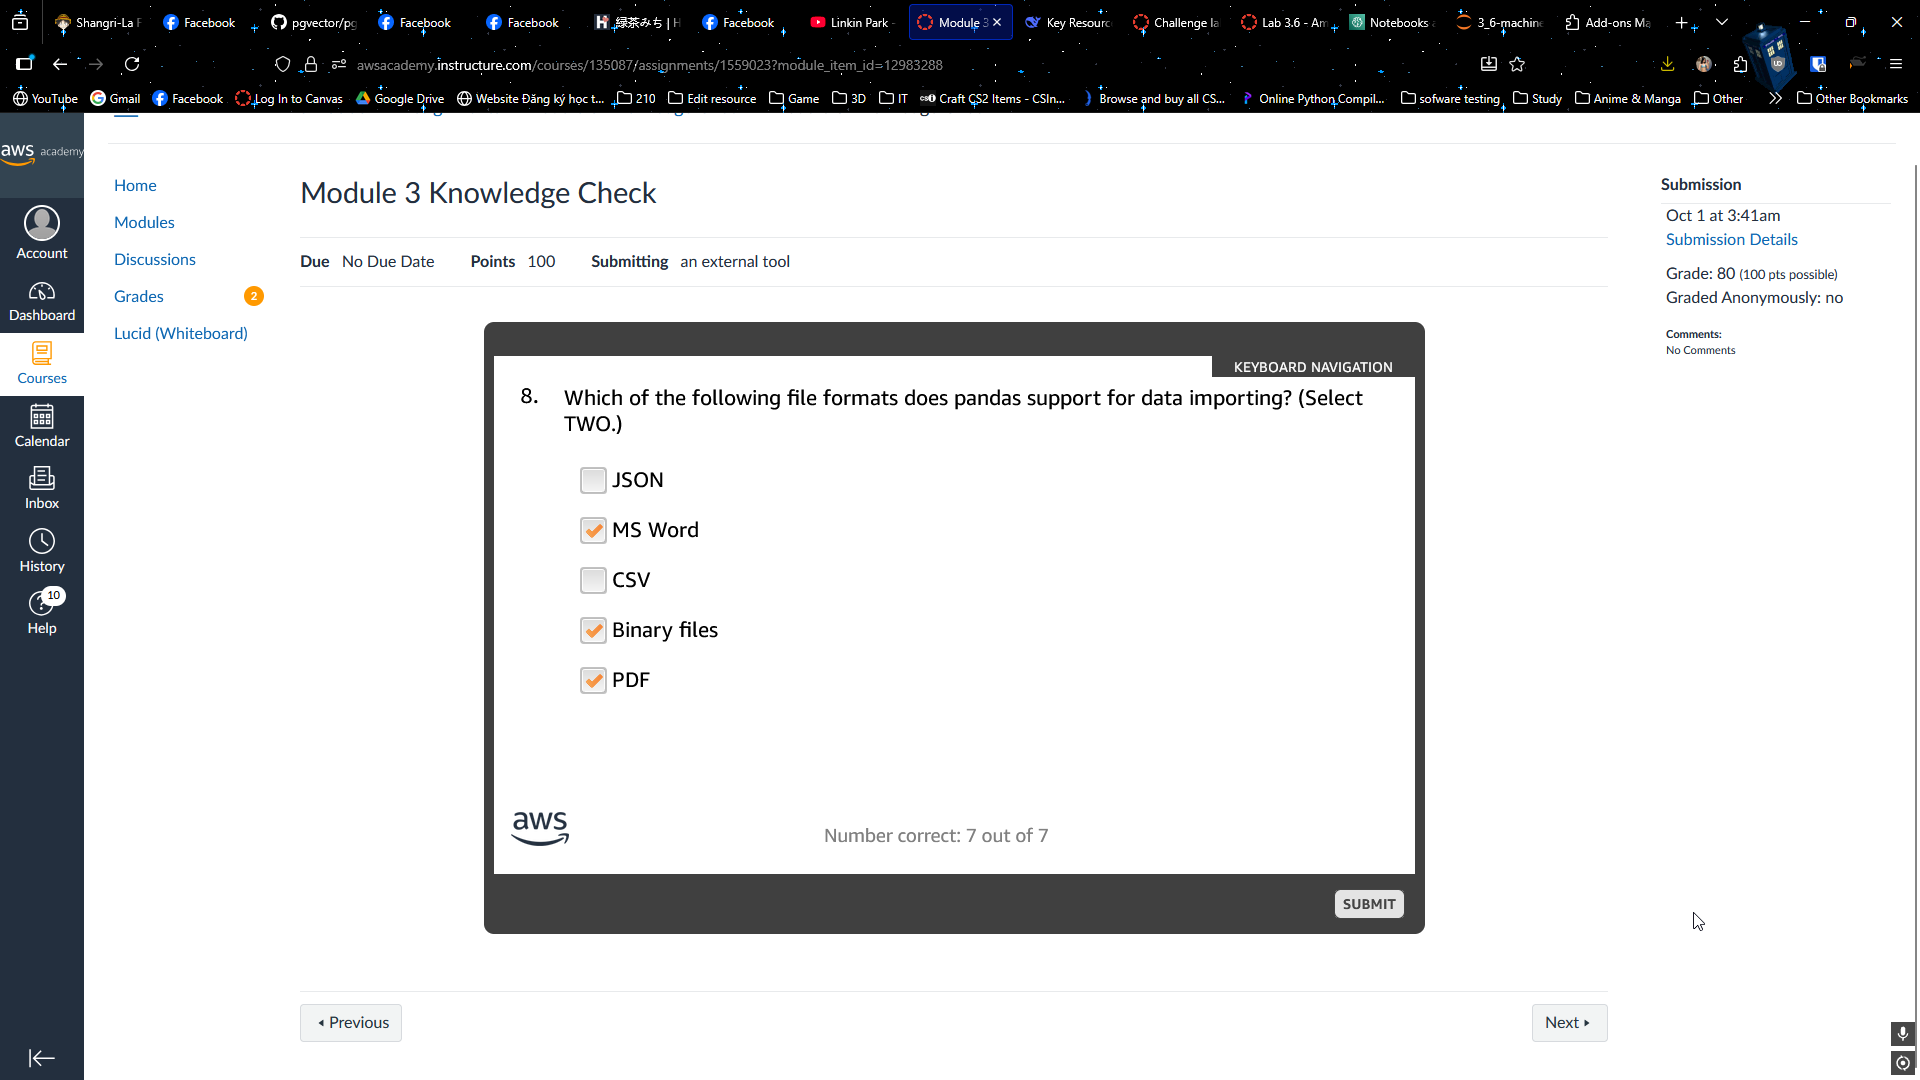 Shangri-La F
Facebook
pgvector/pg
Facebook
Facebook
緑茶みち | H
Facebook
Linkin Park -
Module 3
Key Resourc
Challenge la
Lab 3.6 - Am
Notebooks
3_6-machine
Add-ons Ma
awsacademy.instructure.com/courses/135087/assignments/1559023?module_item_id=12983288
YouTube
Gmail
Facebook
Log In to Canvas
Google Drive
Website Đăng ký học t...
210
Edit resource
Game
3D
IT
Craft CS2 Items - CSIn...
Browse and buy all CS...
Online Python Compil...
sofware testing
Study
Anime & Manga
Other
Other Bookmarks
aws academy
Account
Dashboard
Courses
Calendar
Inbox
History
10
Help
Home
Modules
Discussions
Grades 2
Lucid (Whiteboard)
Module 3 Knowledge Check
Due No Due Date Points 100 Submitting an external tool
KEYBOARD NAVIGATION
8. Which of the following file formats does pandas support for data importing? (Select
TWO.)
JSON
MS Word
CSV
Binary files
PDF
aws
Number correct: 7 out of 7
SUBMIT
Previous
Next
Submission
Oct 1 at 3:41am
Submission Details
Grade: 80 (100 pts possible)
Graded Anonymously: no
Comments:
No Comments